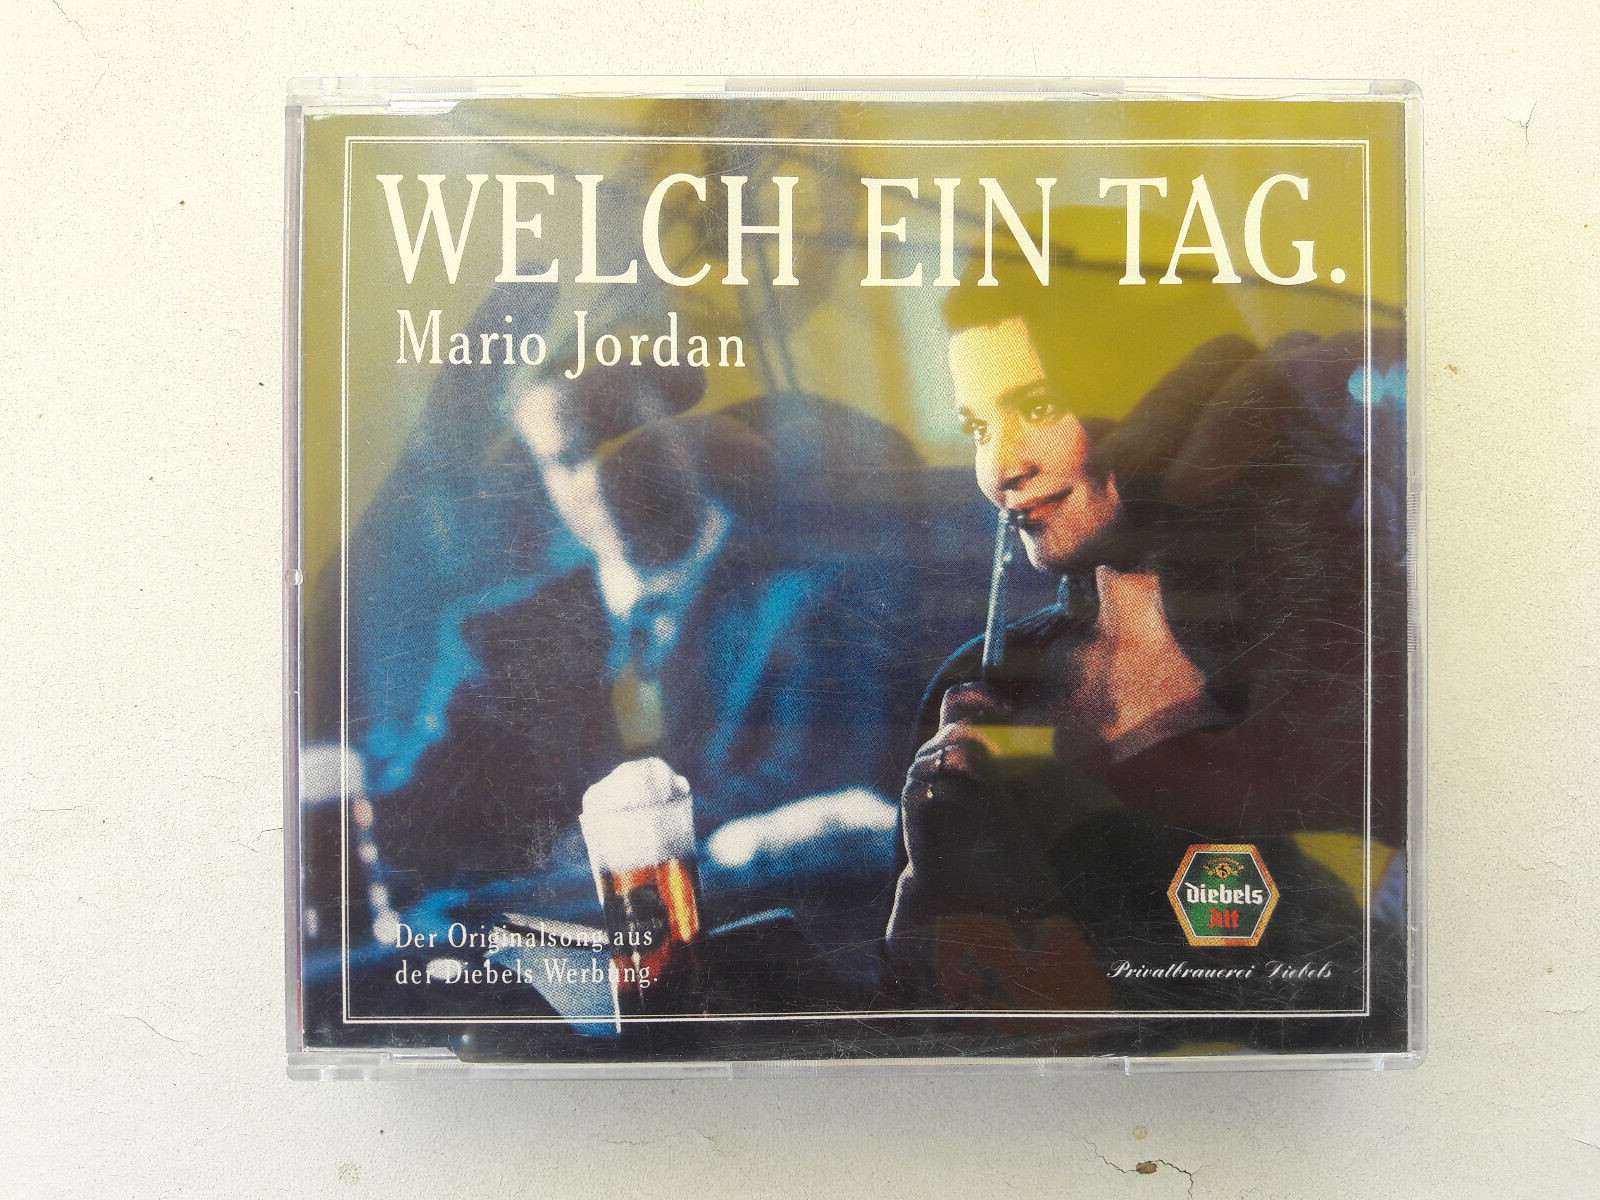 WELCH EIN TAG.
Mario Jordan
Der Originalsong aus
der Diebels Werbung.
diebels
Alt
Privatbrauerei Diebels